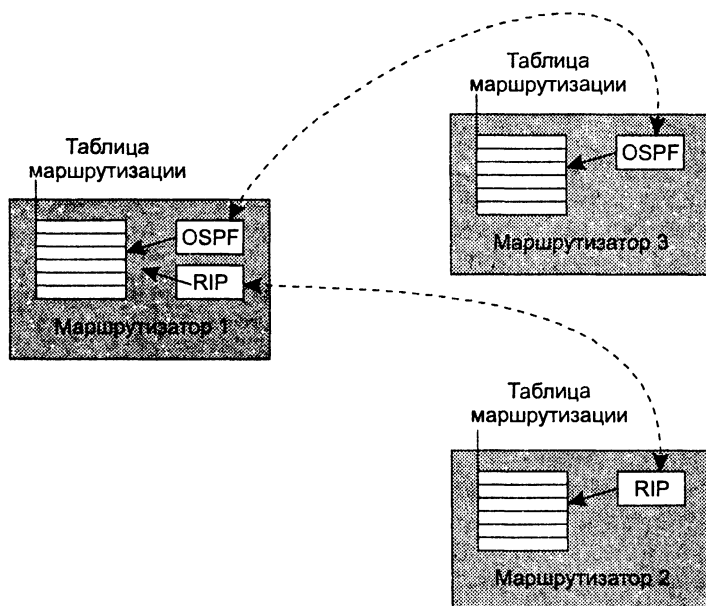 Таблица
маршрутизации
OSPF
Маршрутизатор 3
Таблица
маршрутизации
OSPF
RIP
Маршрутизатор 1
Таблица
маршрутизации
RIP
Маршрутизатор 2